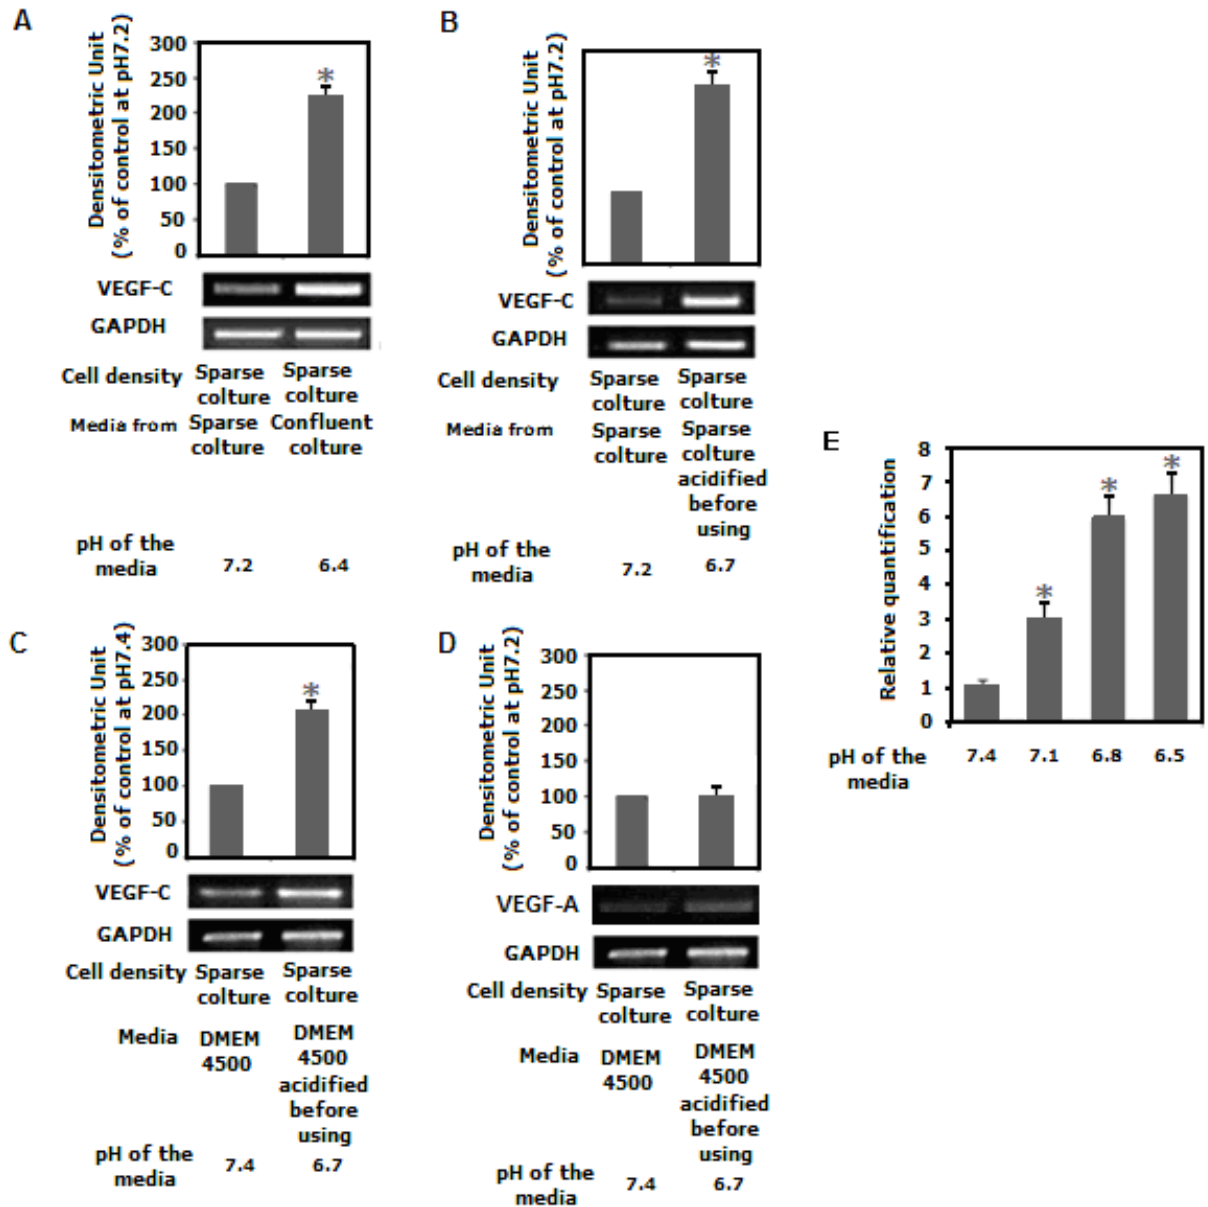 A
Densitometric Unit
(% of control at pH7.2)
300
250
200
150
100
50
0
*
VEGF-C
GAPDH
Cell density Sparse Sparse
colture colture
Media from Sparse Confluent
colture colture
pH of the
media
7.2 6.4
B
Densitometric Unit
(% of control at pH7.2)
*
VEGF-C
GAPDH
Cell density Sparse Sparse
colture colture
Media from Sparse Sparse
colture colture
acidified
before
using
pH of the
media
7.2 6.7
C
Densitometric Unit
(% of control at pH7.4)
300
250
200
150
100
50
0
*
VEGF-C
GAPDH
Cell density Sparse Sparse
colture colture
Media DMEM DMEM
4500 4500
acidified
before
using
pH of the
media
7.4 6.7
D
Densitometric Unit
(% of control at pH7.2)
300
250
200
150
100
50
0
VEGF-A
GAPDH
Cell density Sparse Sparse
colture colture
Media DMEM DMEM
4500 4500
acidified
before
using
pH of the
media
7.4 6.7
E
Relative quantification
8
7
6
5
4
3
2
1
0
* * *
pH of the
media
7.4 7.1 6.8 6.5